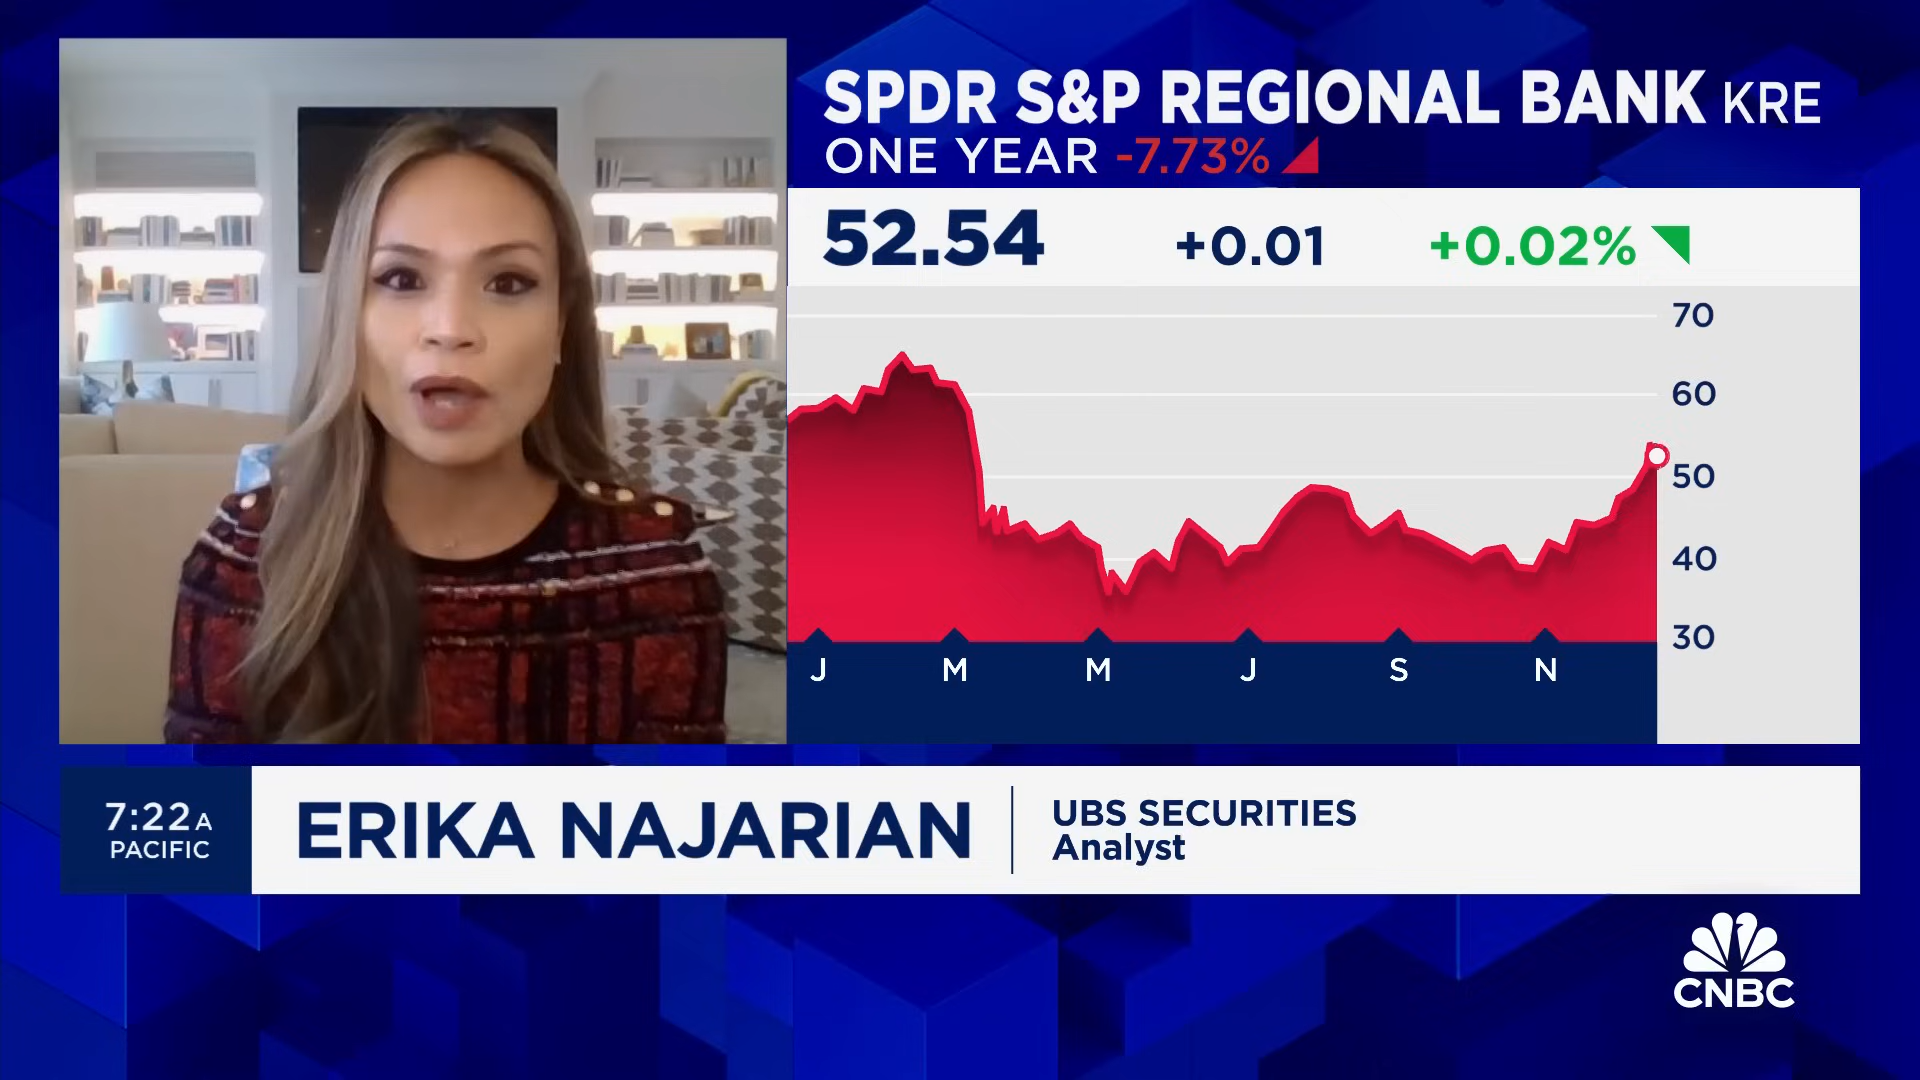 SPDR S&P REGIONAL BANK KRE
ONE YEAR -7.73%
52.54 +0.01 +0.02%
70
60
50
40
30
J M M J S N
7:22 A
PACIFIC
ERIKA NAJARIAN
UBS SECURITIES
Analyst
CNBC